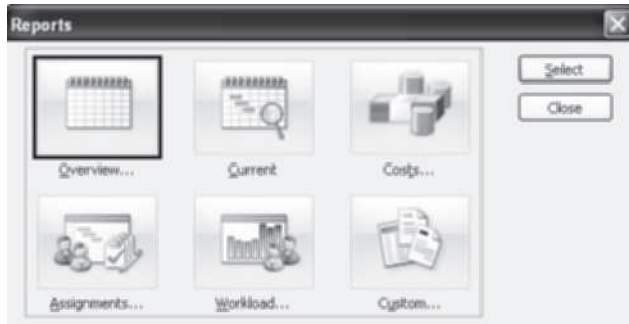 Reports
Select
Close
Overview...
Current
Costs...
Assignments...
Workload...
Custom...